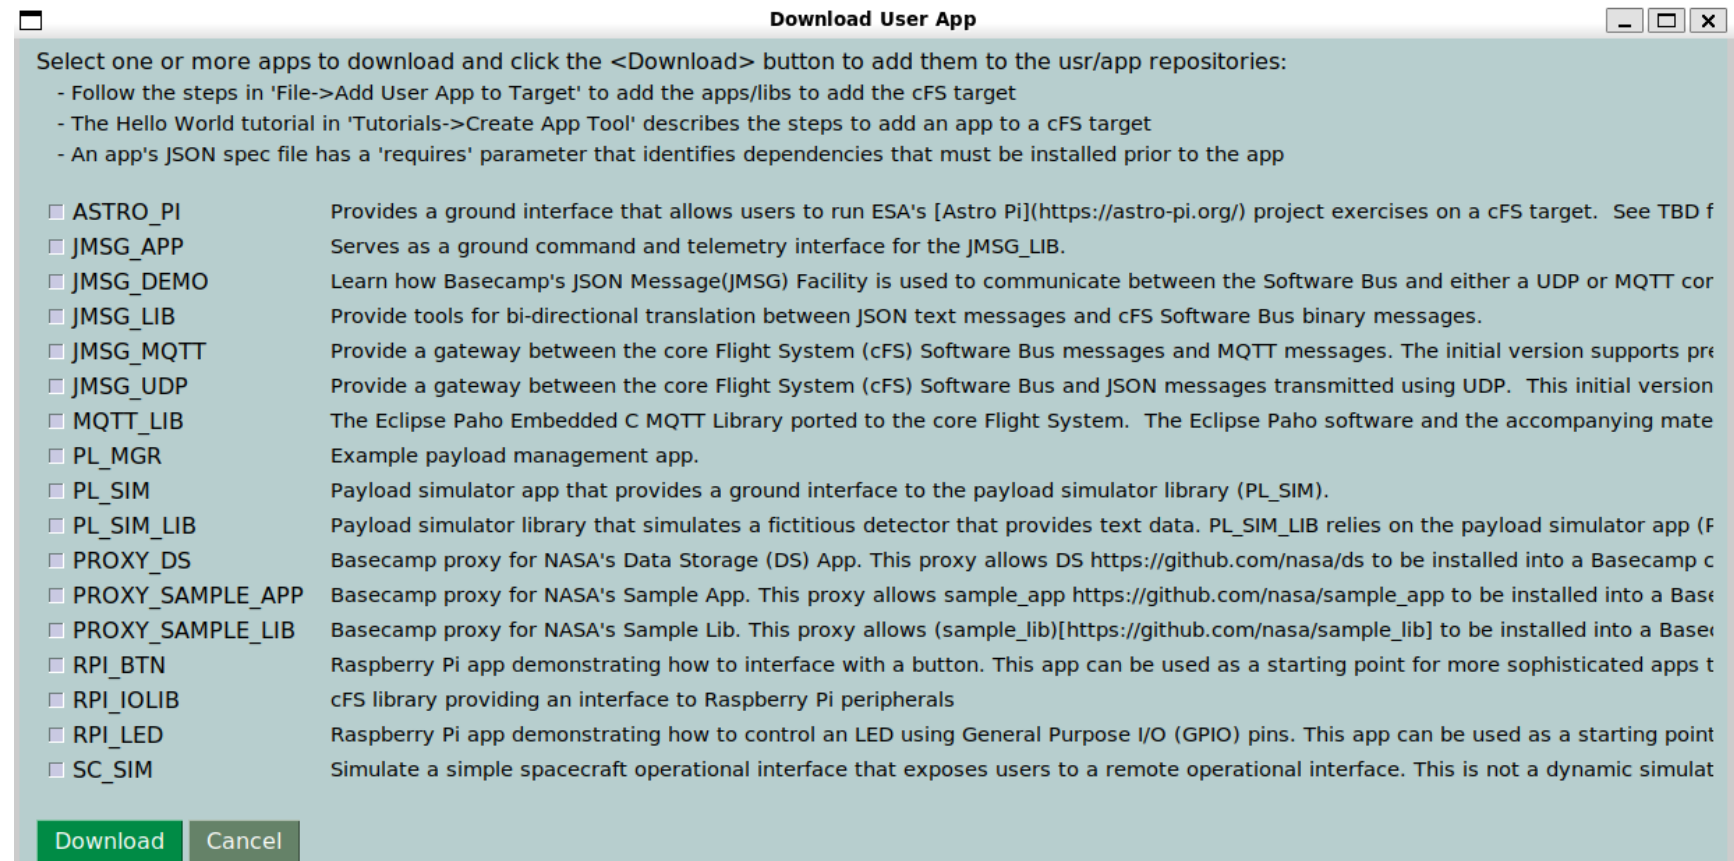 Download User App
Select one or more apps to download and click the <Download> button to add them to the usr/app repositories:
- Follow the steps in 'File->Add User App to Target' to add the apps/libs to add the cFS target
- The Hello World tutorial in 'Tutorials->Create App Tool' describes the steps to add an app to a cFS target
- An app's JSON spec file has a 'requires' parameter that identifies dependencies that must be installed prior to the app
ASTRO_PI Provides a ground interface that allows users to run ESA's [Astro Pi](https://astro-pi.org/) project exercises on a cFS target.  See TBD f
JMSG_APP Serves as a ground command and telemetry interface for the JMSG_LIB.
JMSG_DEMO Learn how Basecamp's JSON Message(JMSG) Facility is used to communicate between the Software Bus and either a UDP or MQTT cor
JMSG_LIB Provide tools for bi-directional translation between JSON text messages and cFS Software Bus binary messages.
JMSG_MQTT Provide a gateway between the core Flight System (cFS) Software Bus messages and MQTT messages. The initial version supports pre
JMSG_UDP Provide a gateway between the core Flight System (cFS) Software Bus and JSON messages transmitted using UDP.  This initial version
MQTT_LIB The Eclipse Paho Embedded C MQTT Library ported to the core Flight System.  The Eclipse Paho software and the accompanying mate
PL_MGR Example payload management app.
PL_SIM Payload simulator app that provides a ground interface to the payload simulator library (PL_SIM).
PL_SIM_LIB Payload simulator library that simulates a fictitious detector that provides text data. PL_SIM_LIB relies on the payload simulator app (P
PROXY_DS Basecamp proxy for NASA's Data Storage (DS) App. This proxy allows DS https://github.com/nasa/ds to be installed into a Basecamp c
PROXY_SAMPLE_APP Basecamp proxy for NASA's Sample App. This proxy allows sample_app https://github.com/nasa/sample_app to be installed into a Base
PROXY_SAMPLE_LIB Basecamp proxy for NASA's Sample Lib. This proxy allows (sample_lib)[https://github.com/nasa/sample_lib] to be installed into a Basec
RPI_BTN Raspberry Pi app demonstrating how to interface with a button. This app can be used as a starting point for more sophisticated apps t
RPI_IOLIB cFS library providing an interface to Raspberry Pi peripherals
RPI_LED Raspberry Pi app demonstrating how to control an LED using General Purpose I/O (GPIO) pins. This app can be used as a starting point
SC_SIM Simulate a simple spacecraft operational interface that exposes users to a remote operational interface. This is not a dynamic simulat
Download Cancel